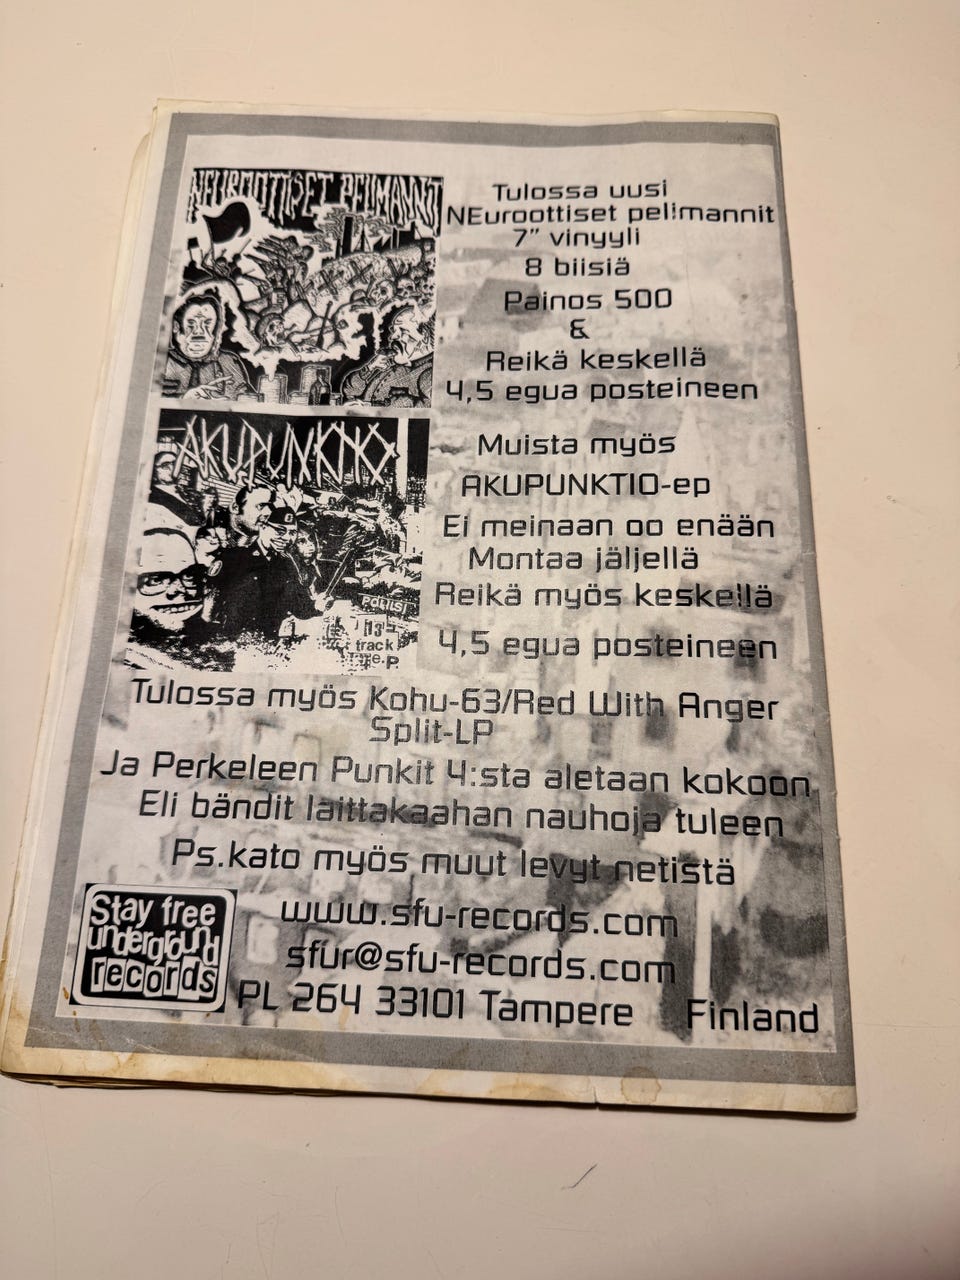 NEUROOTTISET PELIMANNIT
Tulossa uusi
NEuroottiset pelimannit
7" vinyyli
8 biisiä
Painos 500
&
Reikä keskellä
4,5 egua posteineen
AKUPUNKTIO
POLIISI
13
track
e.P.
Muista myös
AKUPUNKTIO-ep
Ei meinaan oo enään
Montaa jäljellä
Reikä myös keskellä
4,5 egua posteineen
Tulossa myös Kohu-63/Red With Anger
Split-LP
Ja Perkeleen Punkit 4:sta aletaan kokoon
Eli bändit laittakaahan nauhoja tuleen
Ps.kato myös muut levyt netistä
Stay free
underground
records
www.sfu-records.com
sfur@sfu-records.com
PL 264 33101 Tampere Finland